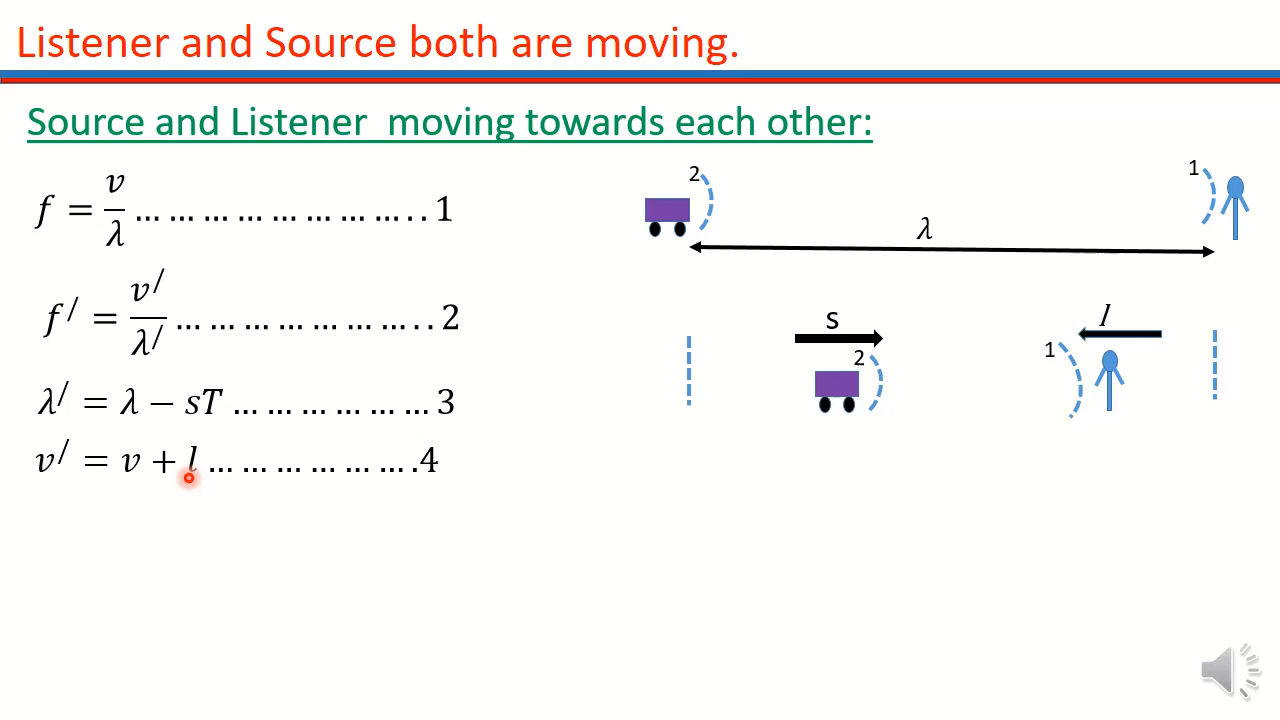 Listener and Source both are moving.
Source and Listener moving towards each other:
f = v/λ … … … … … … … … . . 1
f^/ = v^//λ^/ … … … … … … … . . 2
λ^/ = λ − sT … … … … … … 3
v^/ = v + l … … … … … … .4
2
1
λ
s
l
2
1